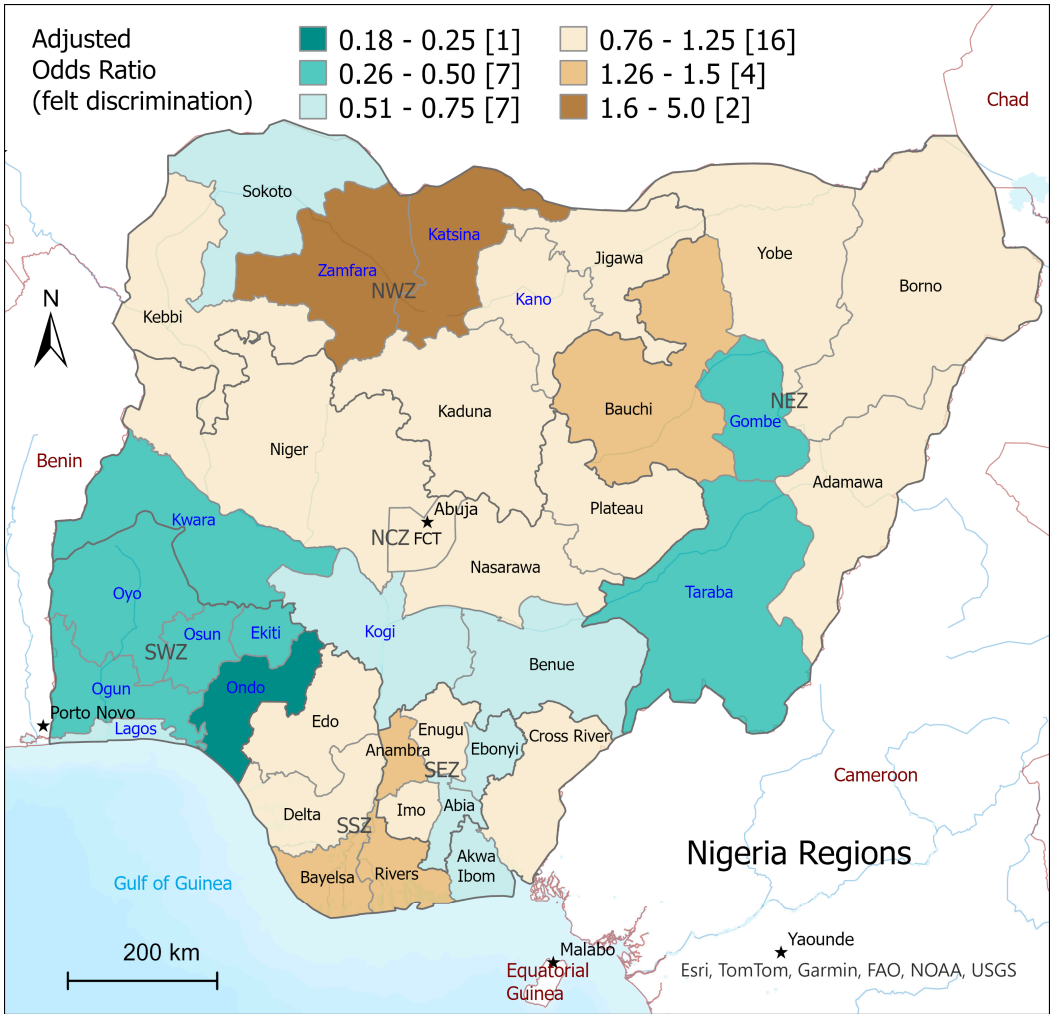 Adjusted
Odds Ratio
(felt discrimination)
0.18 - 0.25 [1]
0.26 - 0.50 [7]
0.51 - 0.75 [7]
0.76 - 1.25 [16]
1.26 - 1.5 [4]
1.6 - 5.0 [2]
Chad
Sokoto
Katsina
Zamfara
NWZ
Jigawa
Yobe
Borno
Kano
Kebbi
N
Kaduna
Bauchi
NEZ
Gombe
Niger
Benin
Adamawa
Plateau
Abuja
Kwara
NCZ
FCT
Nasarawa
Oyo
Taraba
Osun
Ekiti
Kogi
SWZ
Benue
Ogun
Ondo
Porto Novo
Lagos
Edo
Enugu
Cross River
Anambra
Ebonyi
SEZ
Cameroon
Delta
Imo
Abia
SSZ
Akwa
Ibom
Nigeria Regions
Bayelsa
Rivers
Gulf of Guinea
200 km
Malabo
Yaounde
Equatorial
Guinea
Esri, TomTom, Garmin, FAO, NOAA, USGS